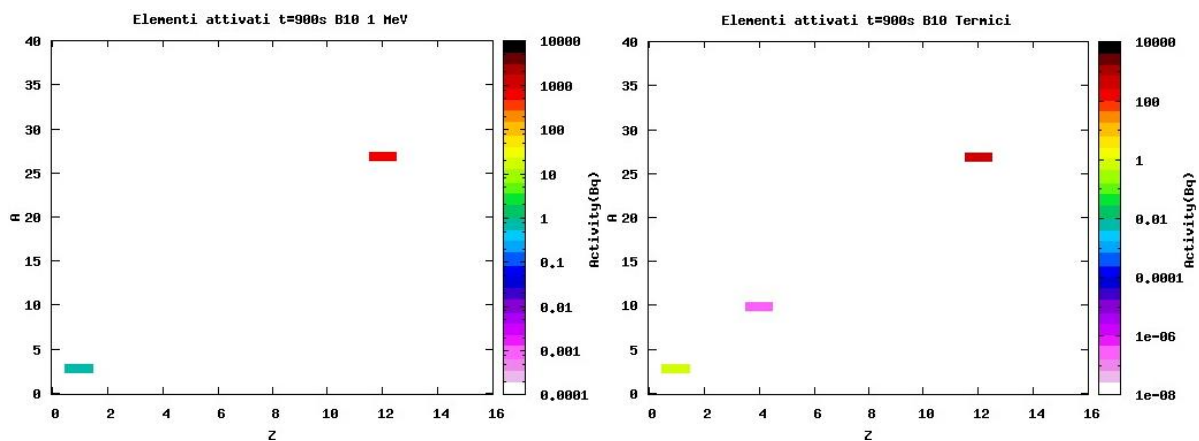 Elementi attivati t=900s B10 1 MeV
40
35
30
25
20
15
10
5
0
A
0 2 4 6 8 10 12 14 16
Z
10000
1000
100
10
1
0.1
0.01
0.001
0.0001
Activity(Bq)
Elementi attivati t=900s B10 Termici
40
35
30
25
20
15
10
5
0
A
0 2 4 6 8 10 12 14 16
Z
10000
100
1
0.01
0.0001
1e-06
1e-08
Activity(Bq)